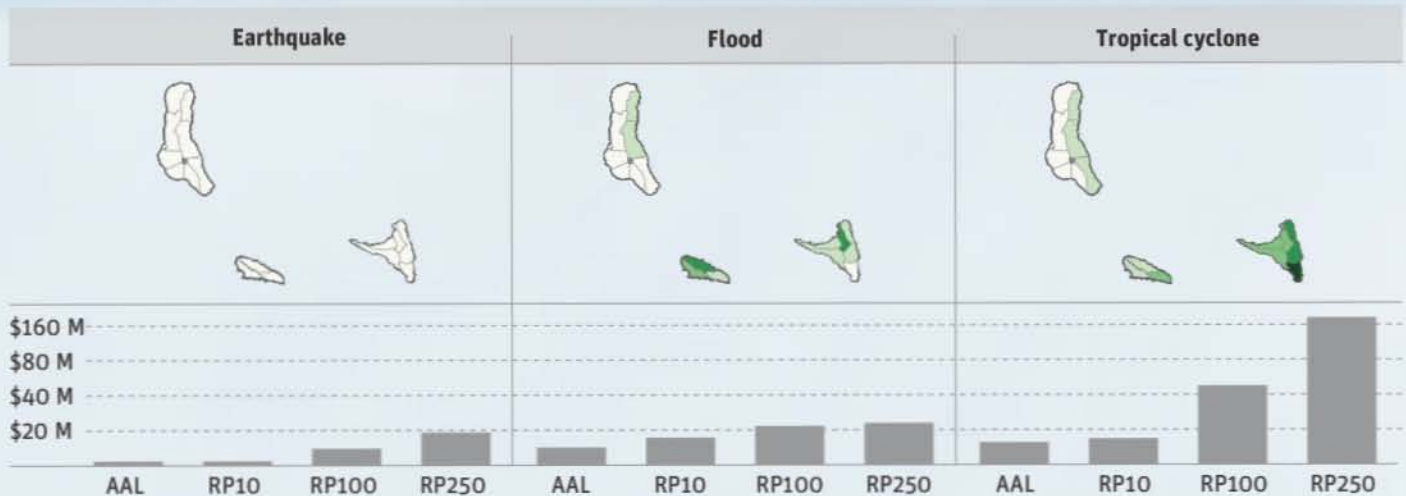 Earthquake Flood Tropical cyclone
$160 M
$80 M
$40 M
$20 M
AAL RP10 RP100 RP250 AAL RP10 RP100 RP250 AAL RP10 RP100 RP250